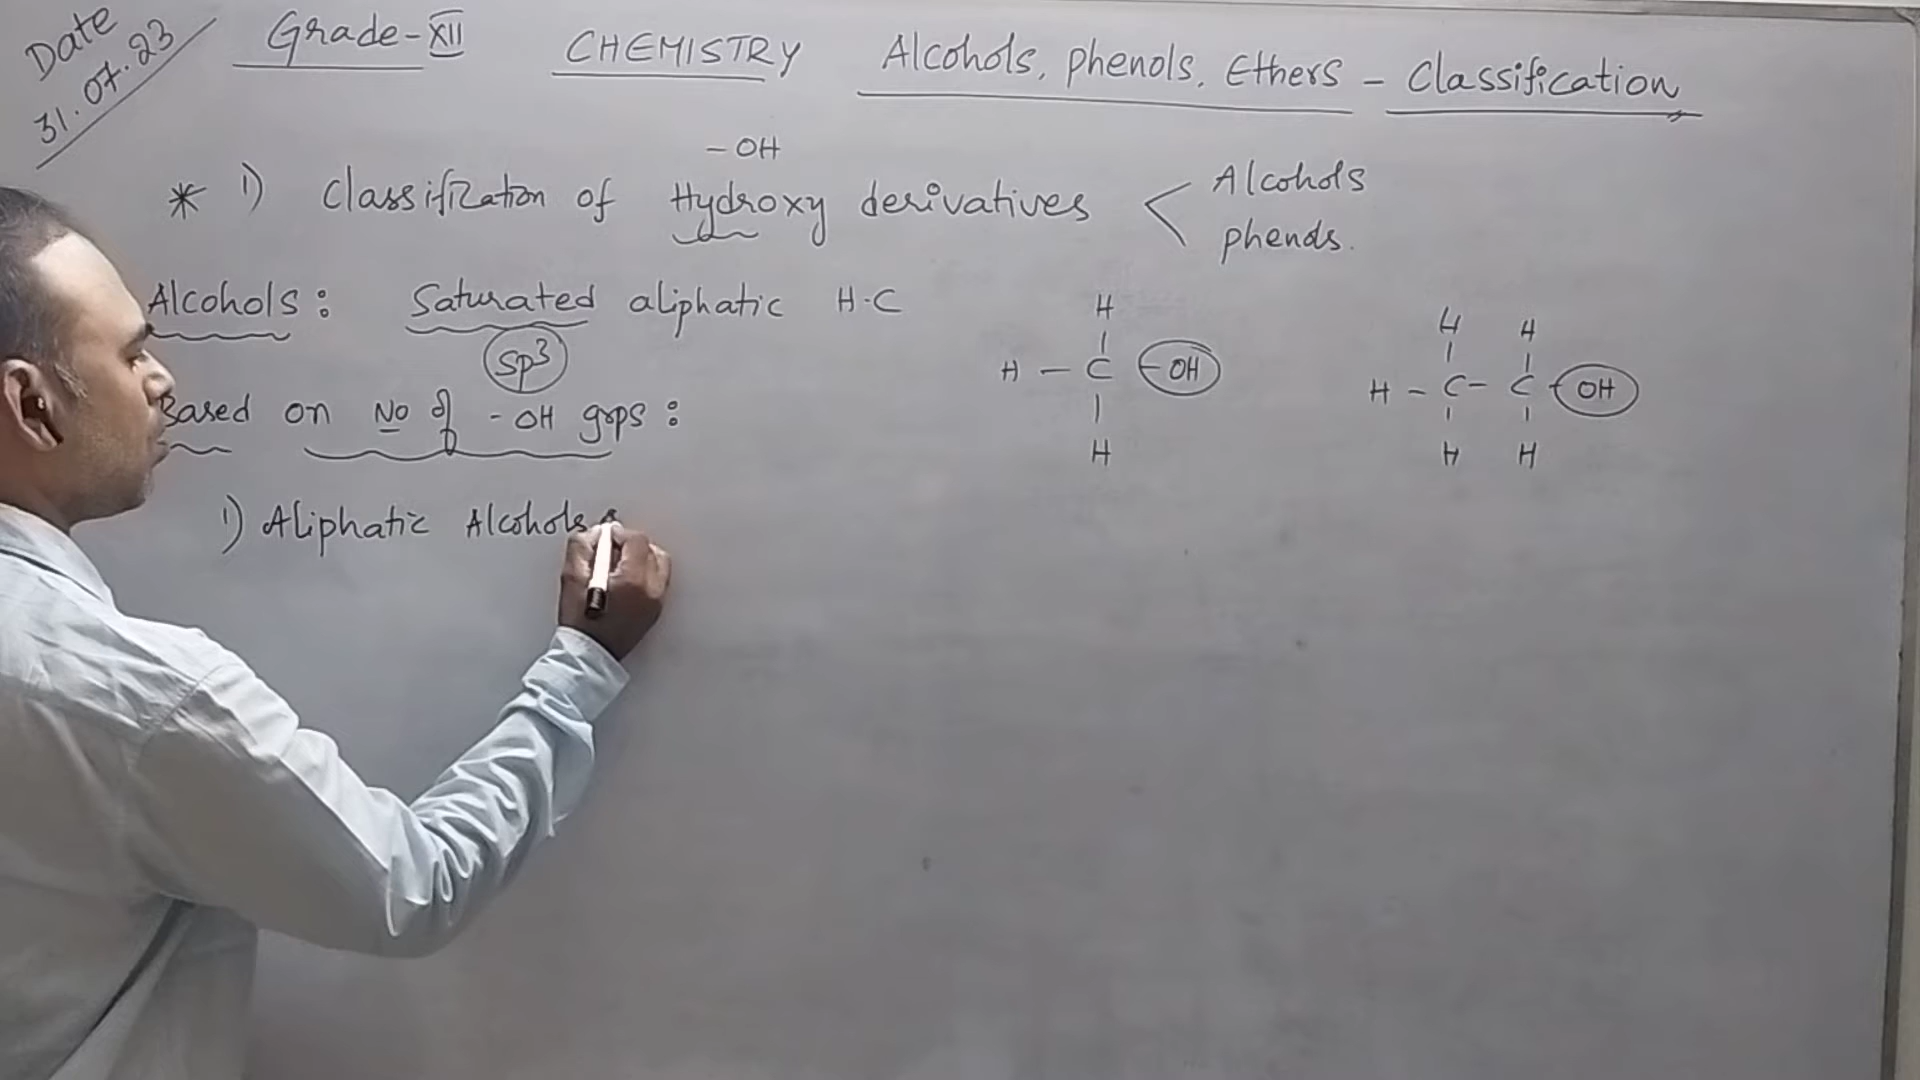 Date
31.07.23
Grade-XII CHEMISTRY Alcohols, phenols, Ethers - Classification
- OH
* 1) Classification of Hydroxy derivatives < Alcohols
phenols.
Alcohols : Saturated aliphatic H.C
Sp3
Based on No of - OH grps :
1) Aliphatic Alcohols
H
H - C - OH
H
H H
H - C - C - OH
H H